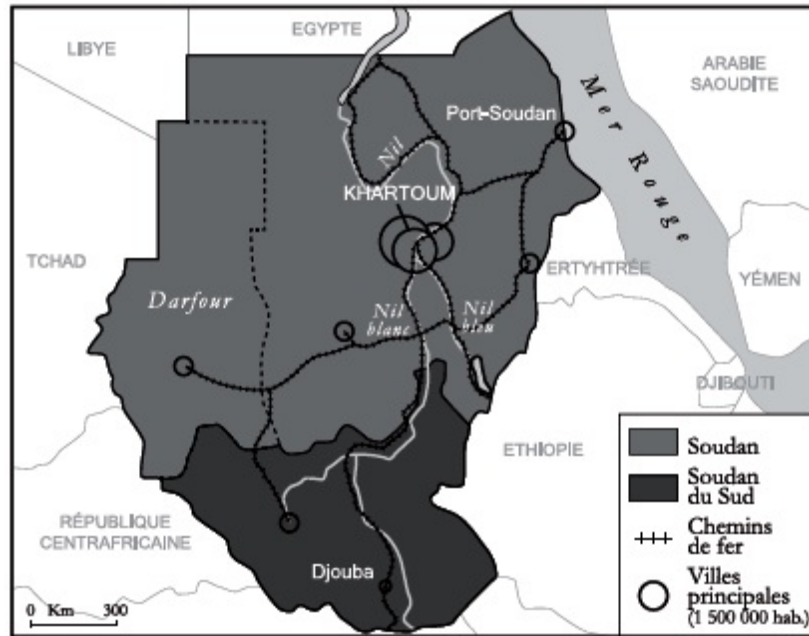 LIBYE
EGYPTE
ARABIE
SAOUDITE
Port-Soudan
Mer Rouge
Nil
KHARTOUM
TCHAD
ERTYHTRÉE
YÉMEN
Darfour
Nil
blanc
Nil
bleu
DJIBOUTI
ETHIOPIE
RÉPUBLIQUE
CENTRAFRICAINE
Djouba
0 Km 300
Soudan
Soudan
du Sud
Chemins
de fer
Villes
principales
(1 500 000 hab.)